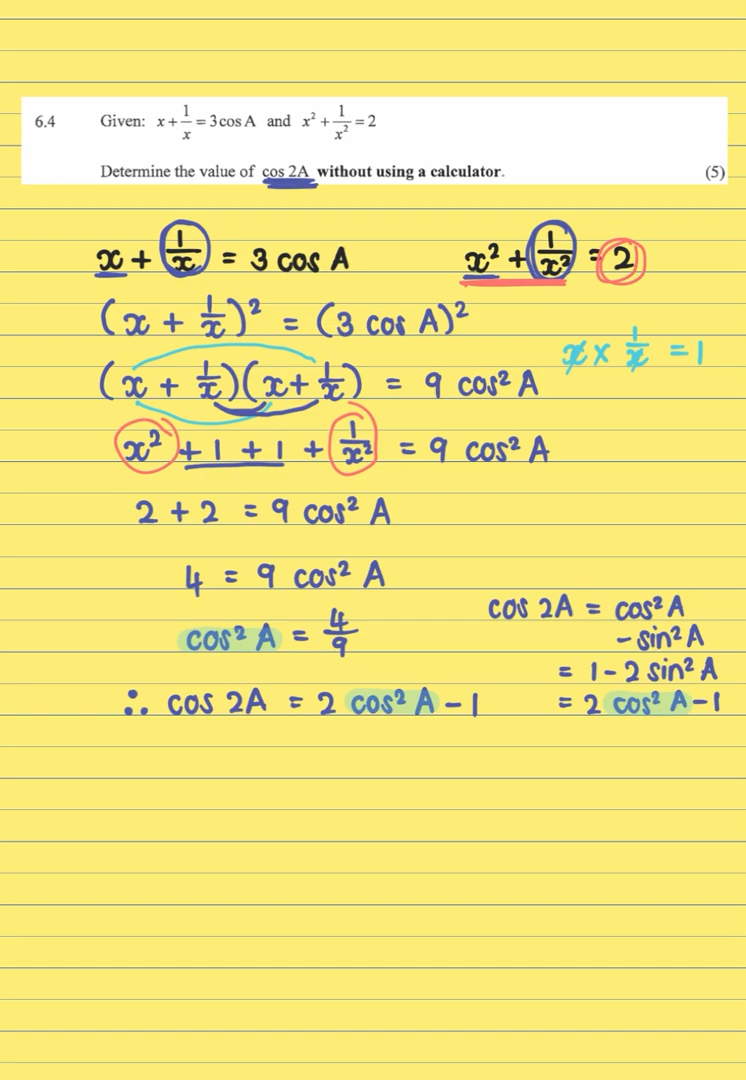 6.4 Given: x + 1/x = 3 cos A and x² + 1/x² = 2
Determine the value of cos 2A without using a calculator. (5)
x + 1/x = 3 cos A x² + 1/x² = 2
(x + 1/x)² = (3 cos A)²
x × 1/x = 1
(x + 1/x)(x + 1/x) = 9 cos² A
x² + 1 + 1 + 1/x² = 9 cos² A
2 + 2 = 9 cos² A
4 = 9 cos² A
cos² A = 4/9
cos 2A = cos² A
- sin² A
= 1 - 2 sin² A
= 2 cos² A - 1
∴ cos 2A = 2 cos² A - 1